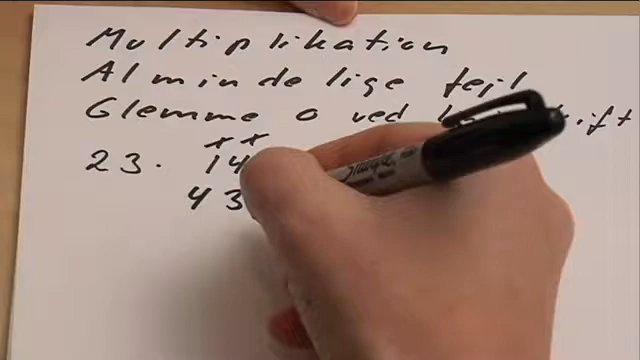 Multiplikation
Almindelige fejl
Glemme 0 ved
x x
23. 14
43